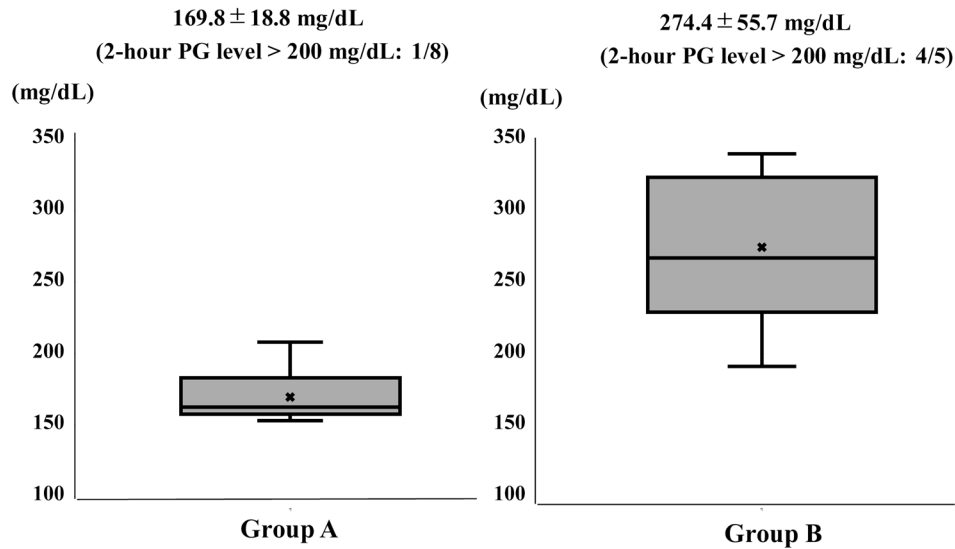 169.8±18.8 mg/dL
(2-hour PG level > 200 mg/dL: 1/8)
(mg/dL)
350
300
250
200
150
100
Group A
274.4±55.7 mg/dL
(2-hour PG level > 200 mg/dL: 4/5)
(mg/dL)
350
300
250
200
150
100
Group B